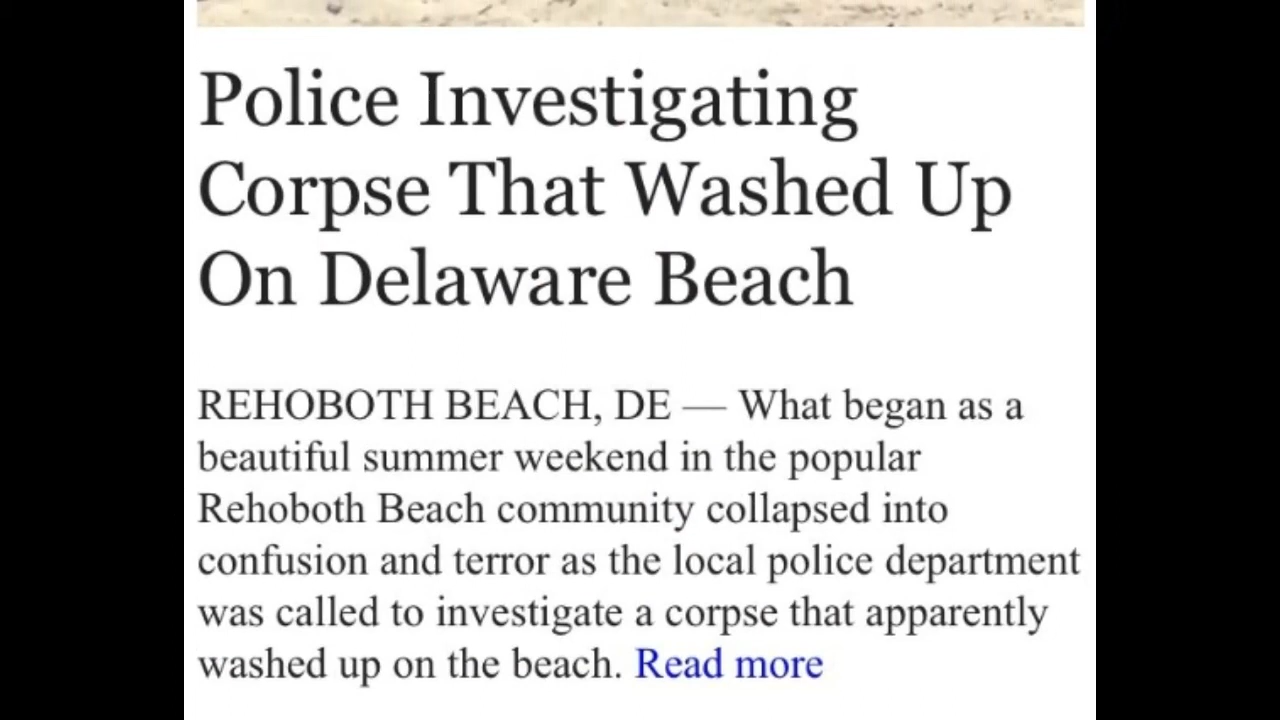 Police Investigating
Corpse That Washed Up
On Delaware Beach
REHOBOTH BEACH, DE — What began as a
beautiful summer weekend in the popular
Rehoboth Beach community collapsed into
confusion and terror as the local police department
was called to investigate a corpse that apparently
washed up on the beach. Read more